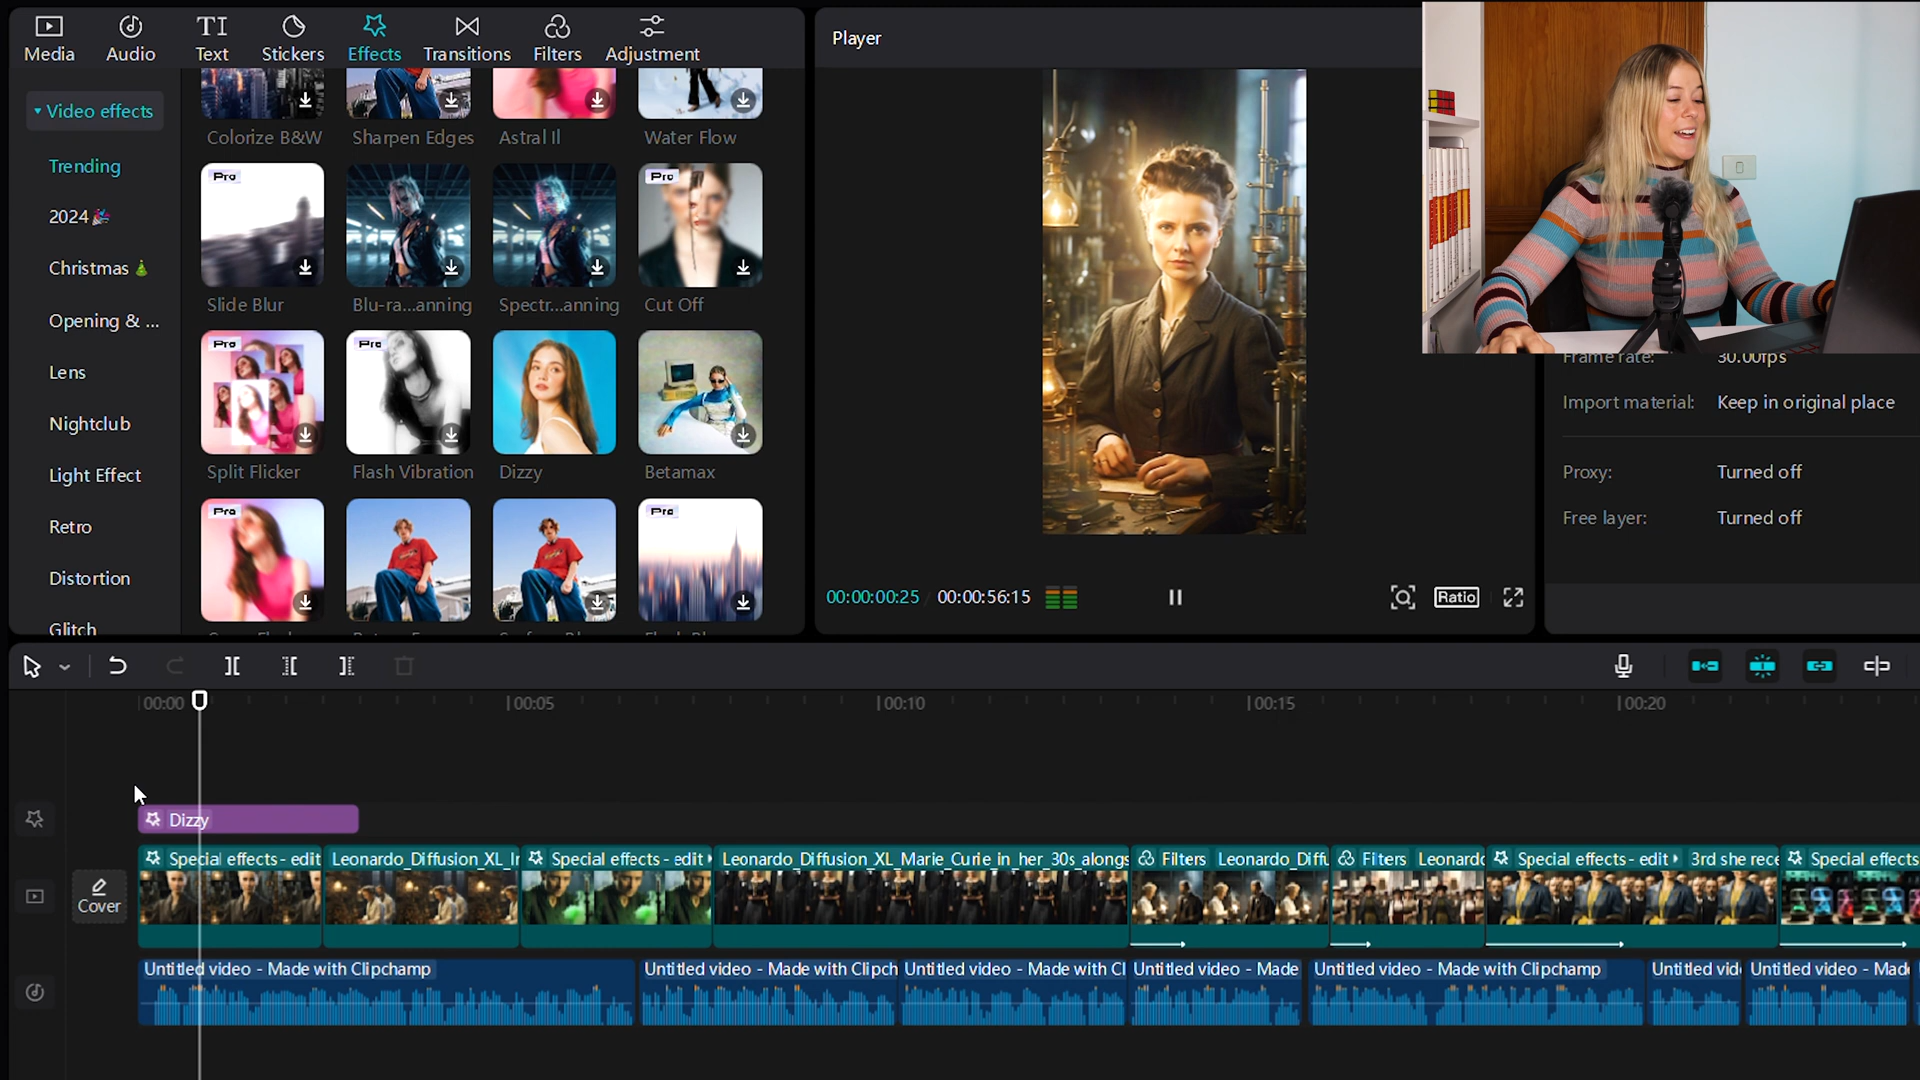 Media
Audio
TI
Text
Stickers
Effects
Transitions
Filters
Adjustment
Player
Video effects
Trending
2024
Christmas
Opening & ...
Lens
Nightclub
Light Effect
Retro
Distortion
Glitch
Colorize B&W
Sharpen Edges
Astral II
Water Flow
Pro
Pro
Slide Blur
Blu-ra...anning
Spectr...anning
Cut Off
Pro
Pro
Split Flicker
Flash Vibration
Dizzy
Betamax
Pro
Pro
00:00:00:25 / 00:00:56:15
Ratio
Frame rate: 30.00fps
Import material: Keep in original place
Proxy: Turned off
Free layer: Turned off
00:00
00:05
00:10
00:15
00:20
Dizzy
Cover
Special effects - edit
Leonardo_Diffusion_XL_Ir
Special effects - edit
Leonardo_Diffusion_XL_Marie_Curie_in_her_30s_alongs
Filters Leonardo_Diffu
Filters Leonardo
Special effects - edit 3rd she rece
Special effects
Untitled video - Made with Clipchamp
Untitled video - Made with Clipch
Untitled video - Made with Cl
Untitled video - Made
Untitled video - Made with Clipchamp
Untitled vid
Untitled video - Made